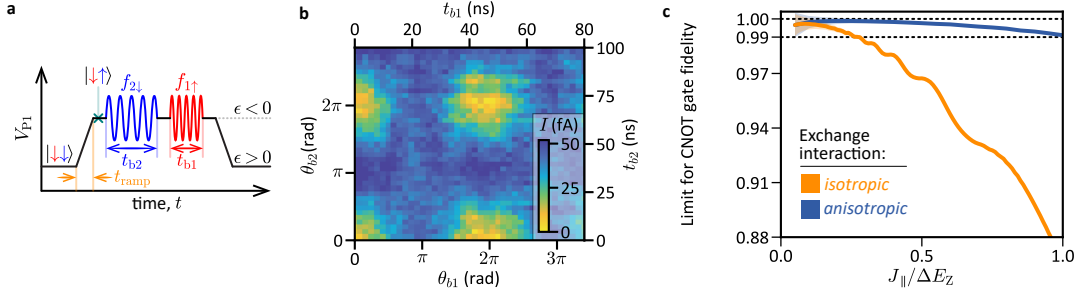 a
V_P1
|↓↓⟩
|↓↑⟩
f_2↓
f_1↑
ϵ < 0
ϵ > 0
t_b2
t_b1
t_ramp
time, t
b
t_b1 (ns)
0 20 40 60 80
θ_b2 (rad)
2π
π
0
I (fA)
50
25
0
100
50
0
t_b2 (ns)
0 π 2π 3π
θ_b1 (rad)
c
Limit for CNOT gate fidelity
1.00
0.99
0.97
0.94
0.91
0.88
Exchange
interaction:
isotropic
anisotropic
0.0 0.5 1.0
J_∥/ΔE_Z